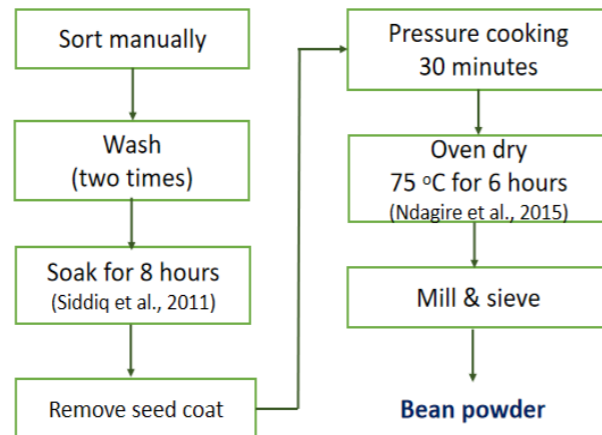 Sort manually
Wash
(two times)
Soak for 8 hours
(Siddiq et al., 2011)
Remove seed coat
Pressure cooking
30 minutes
Oven dry
75 °C for 6 hours
(Ndagire et al., 2015)
Mill & sieve
Bean powder